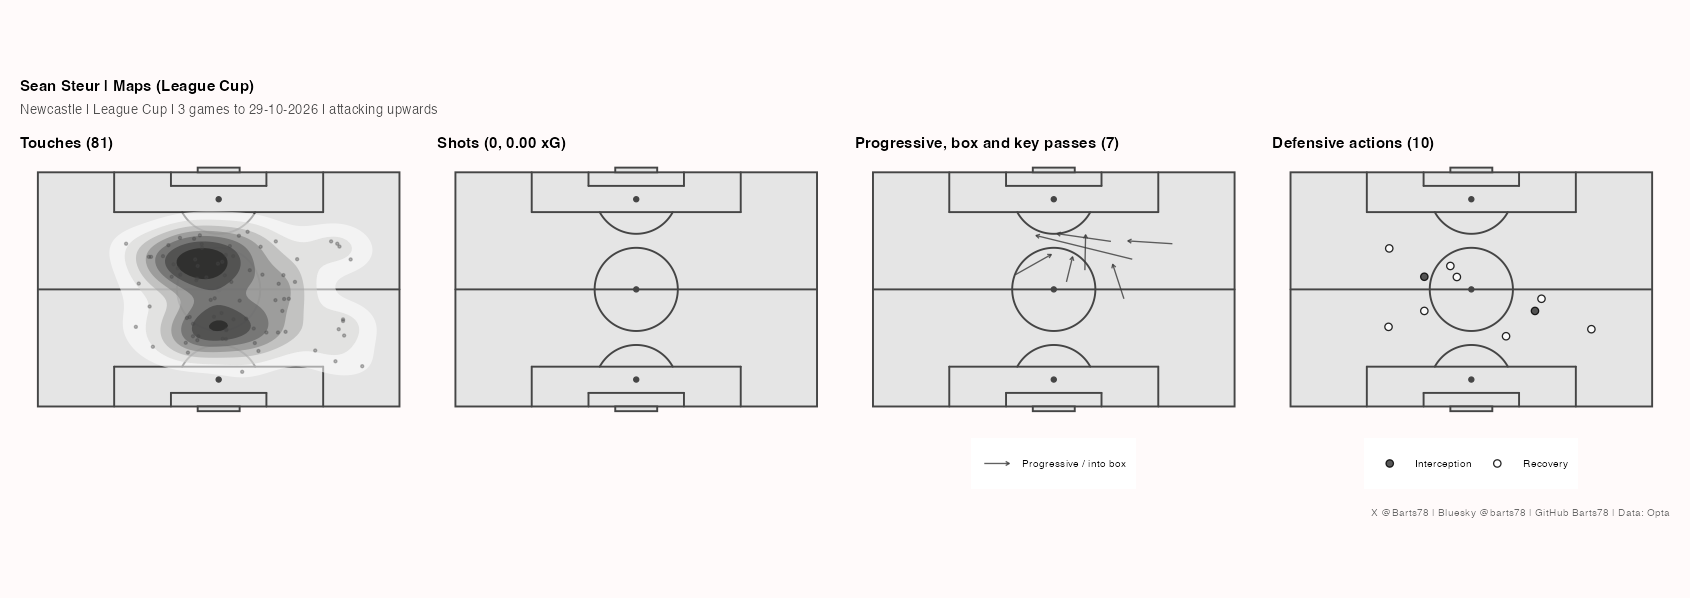 Sean Steur | Maps (League Cup)
Newcastle | League Cup | 3 games to 29-10-2026 | attacking upwards
Touches (81)
Shots (0, 0.00 xG)
Progressive, box and key passes (7)
Defensive actions (10)
Progressive / into box
Interception
Recovery
X @Barts78 | Bluesky @barts78 | GitHub Barts78 | Data: Opta